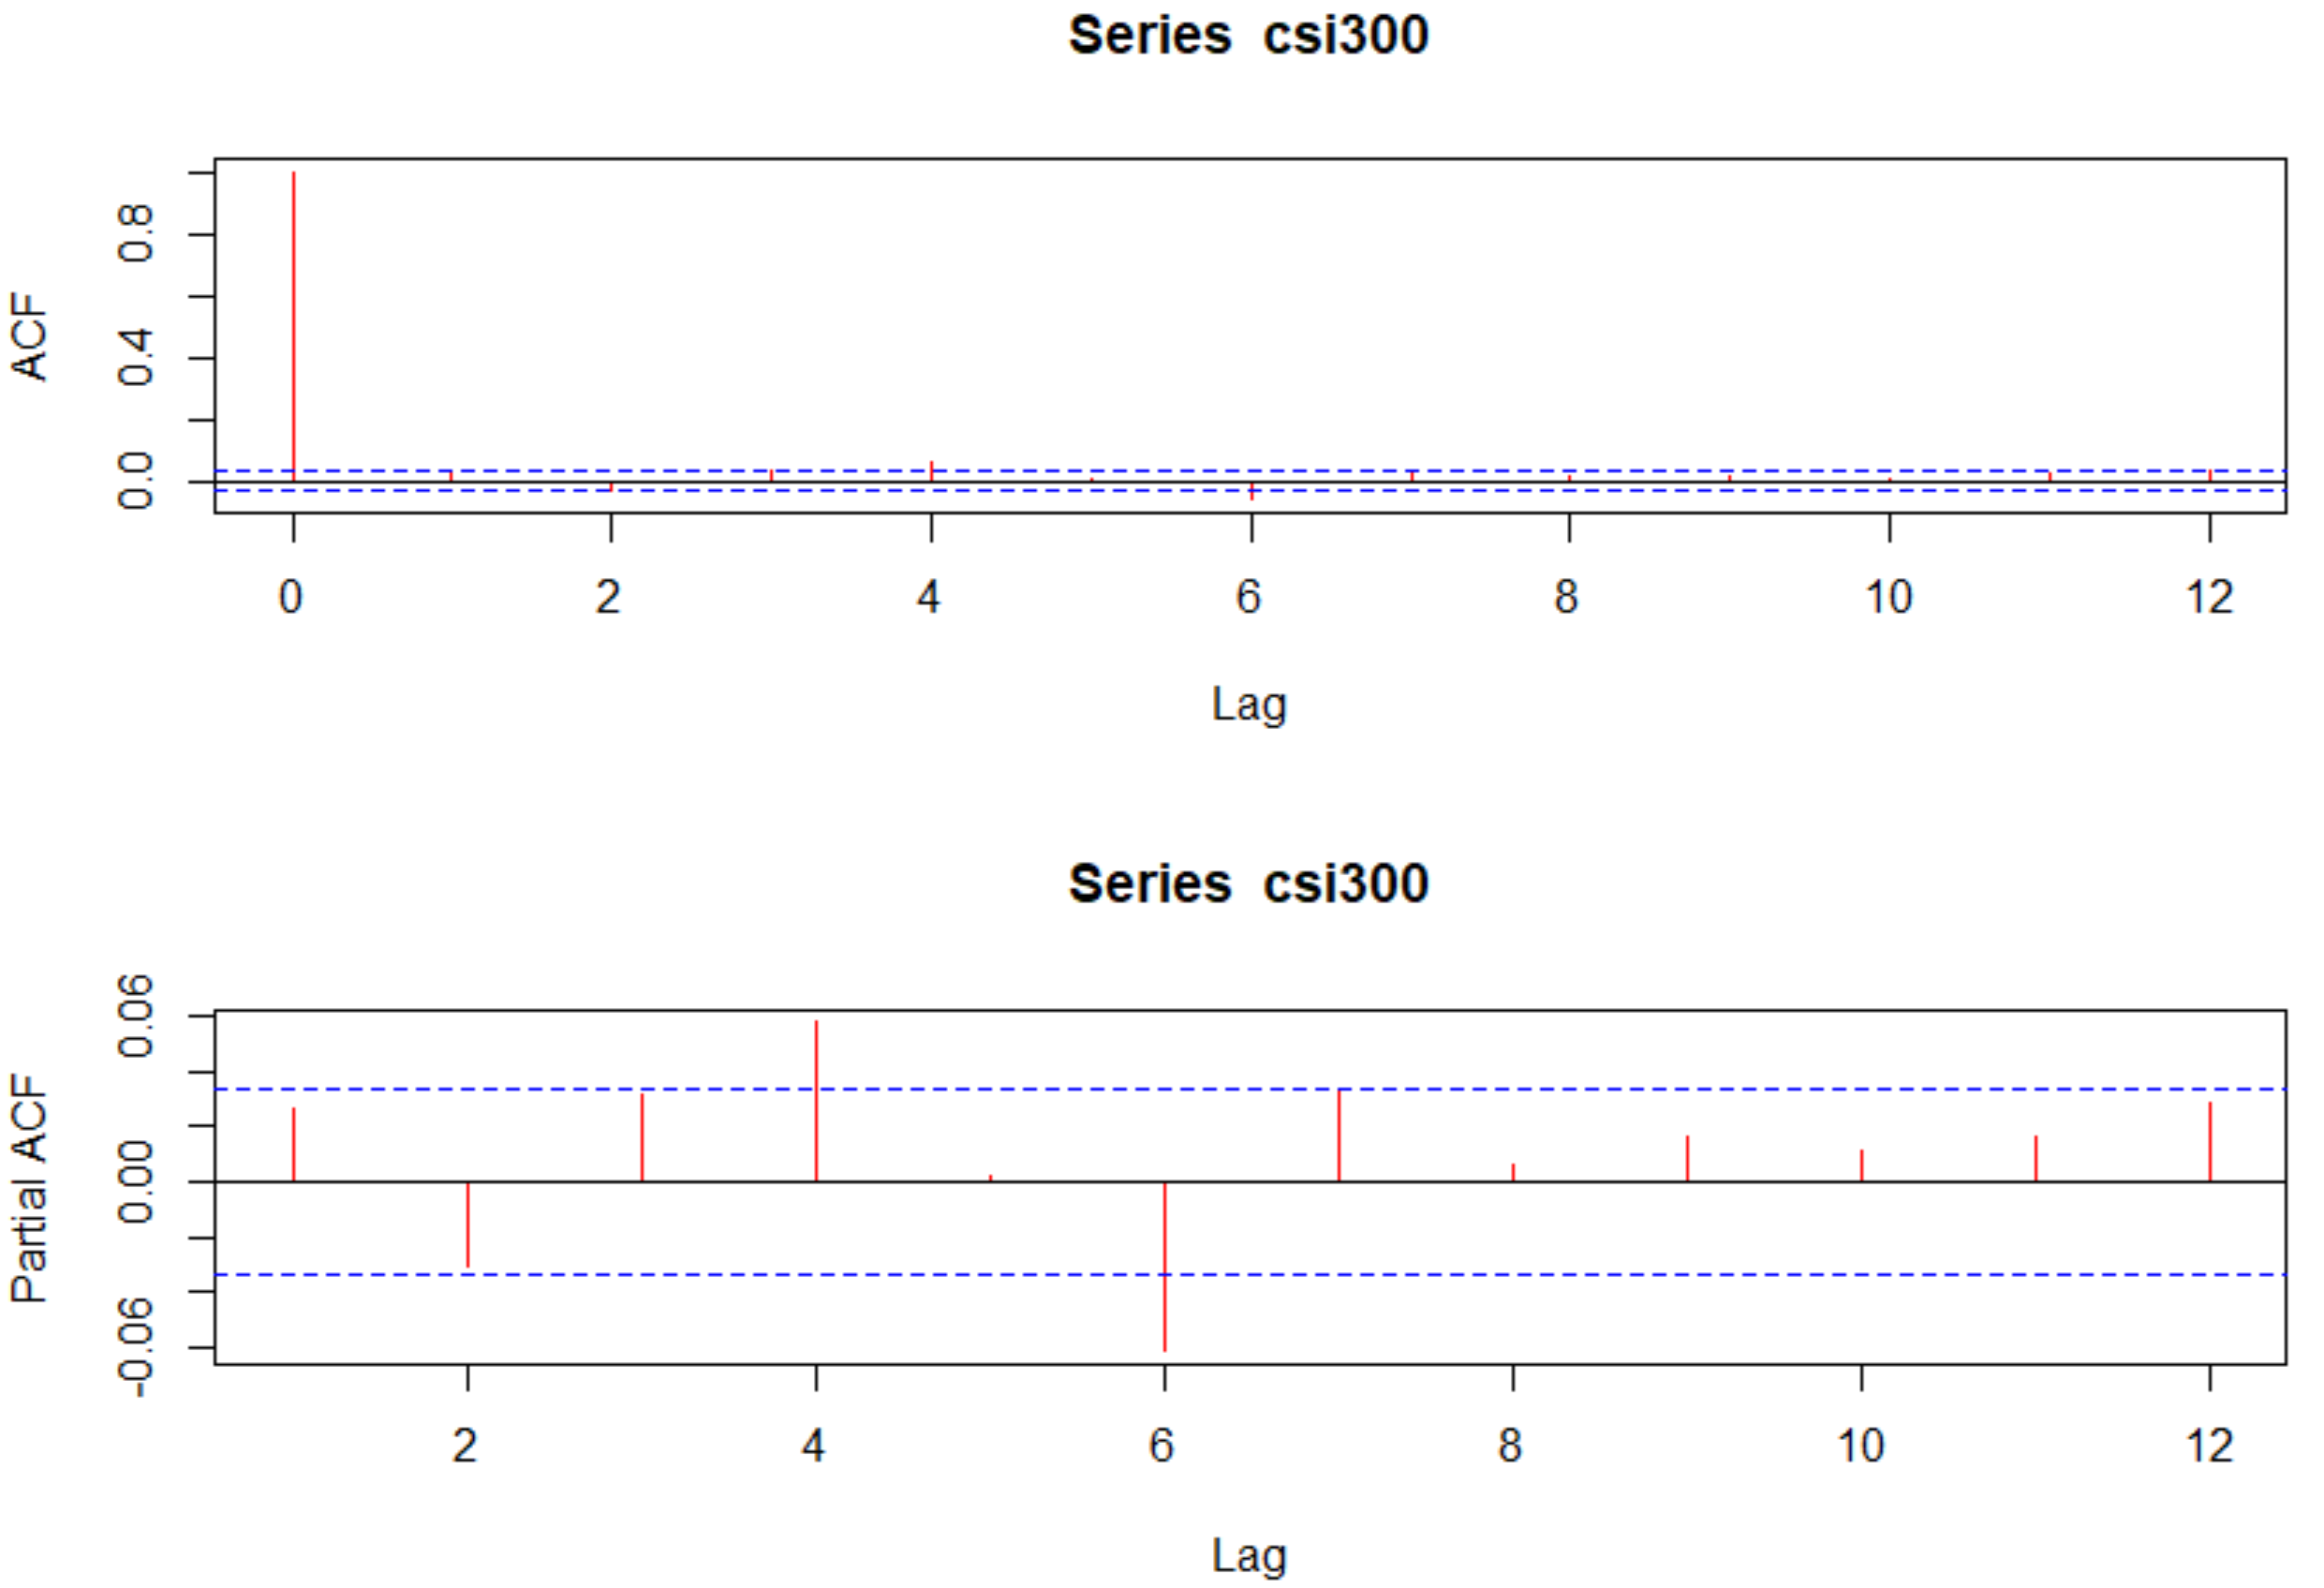 Series  csi300
ACF
0.0 0.4 0.8
0 2 4 6 8 10 12
Lag
Series  csi300
Partial ACF
-0.06 0.00 0.06
2 4 6 8 10 12
Lag